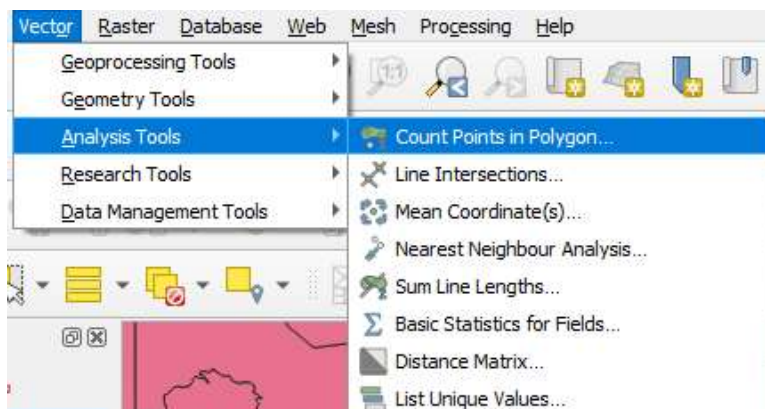 Vector Raster Database Web Mesh Processing Help
Geoprocessing Tools
Geometry Tools
Analysis Tools
Research Tools
Data Management Tools
1:1
Count Points in Polygon...
Line Intersections...
Mean Coordinate(s)...
Nearest Neighbour Analysis...
Sum Line Lengths...
Basic Statistics for Fields...
Distance Matrix...
List Unique Values...